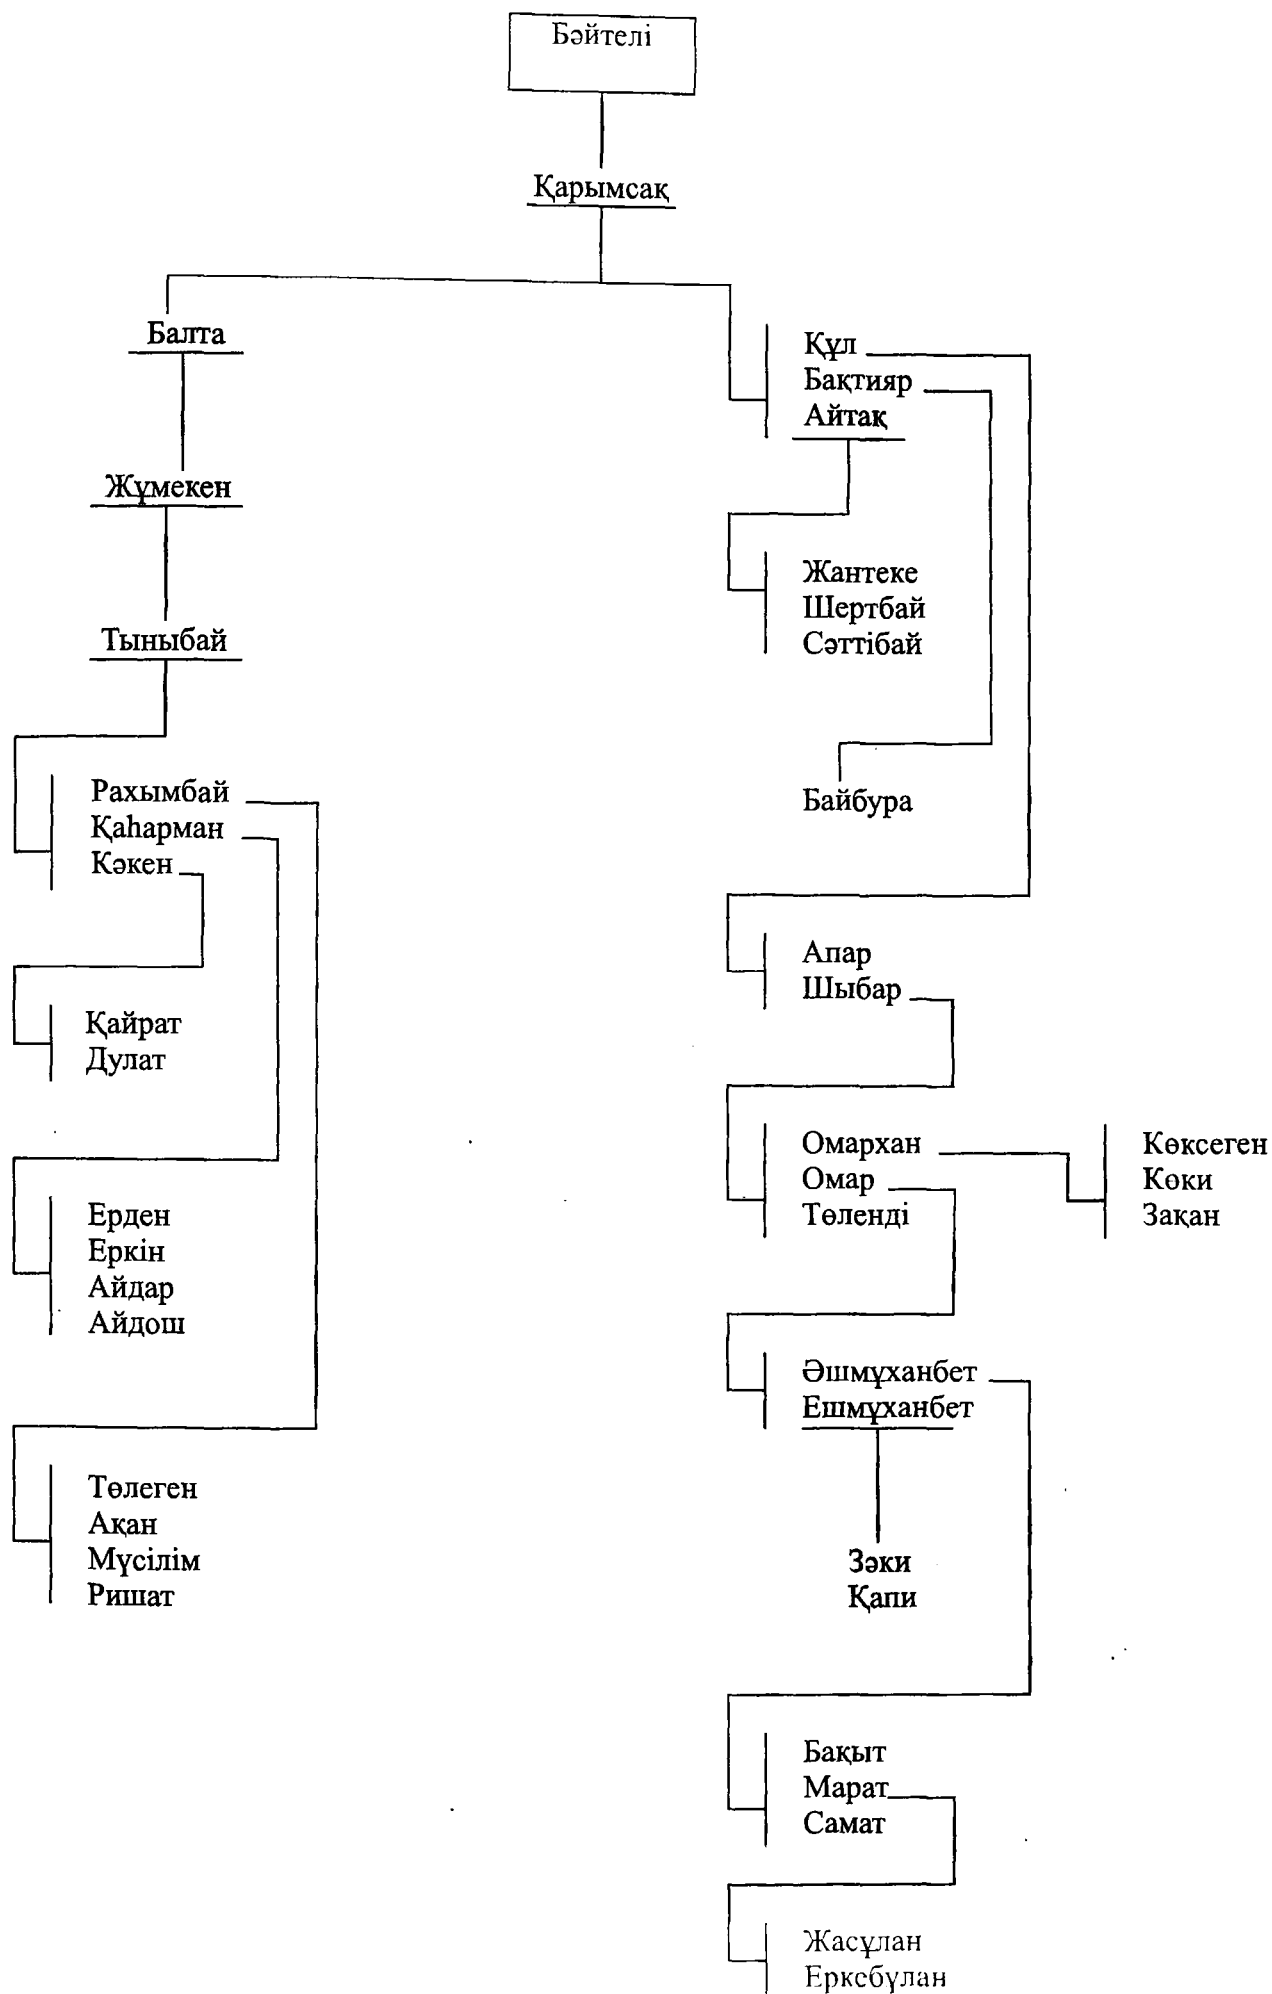 Бәйтелі
Қарымсақ
Балта
Жұмекен
Тыныбай
Рахымбай
Қаһарман
Кәкен
Қайрат
Дулат
Ерден
Еркін
Айдар
Айдош
Төлеген
Ақан
Мүсілім
Ришат
Құл
Бақтияр
Айтақ
Жантеке
Шертбай
Сәттібай
Байбура
Апар
Шыбар
Омархан
Омар
Төленді
Көксеген
Көки
Зақан
Әшмұханбет
Ешмұханбет
Зәки
Қапи
Бақыт
Марат
Самат
Жасұлан
Еркебұлан